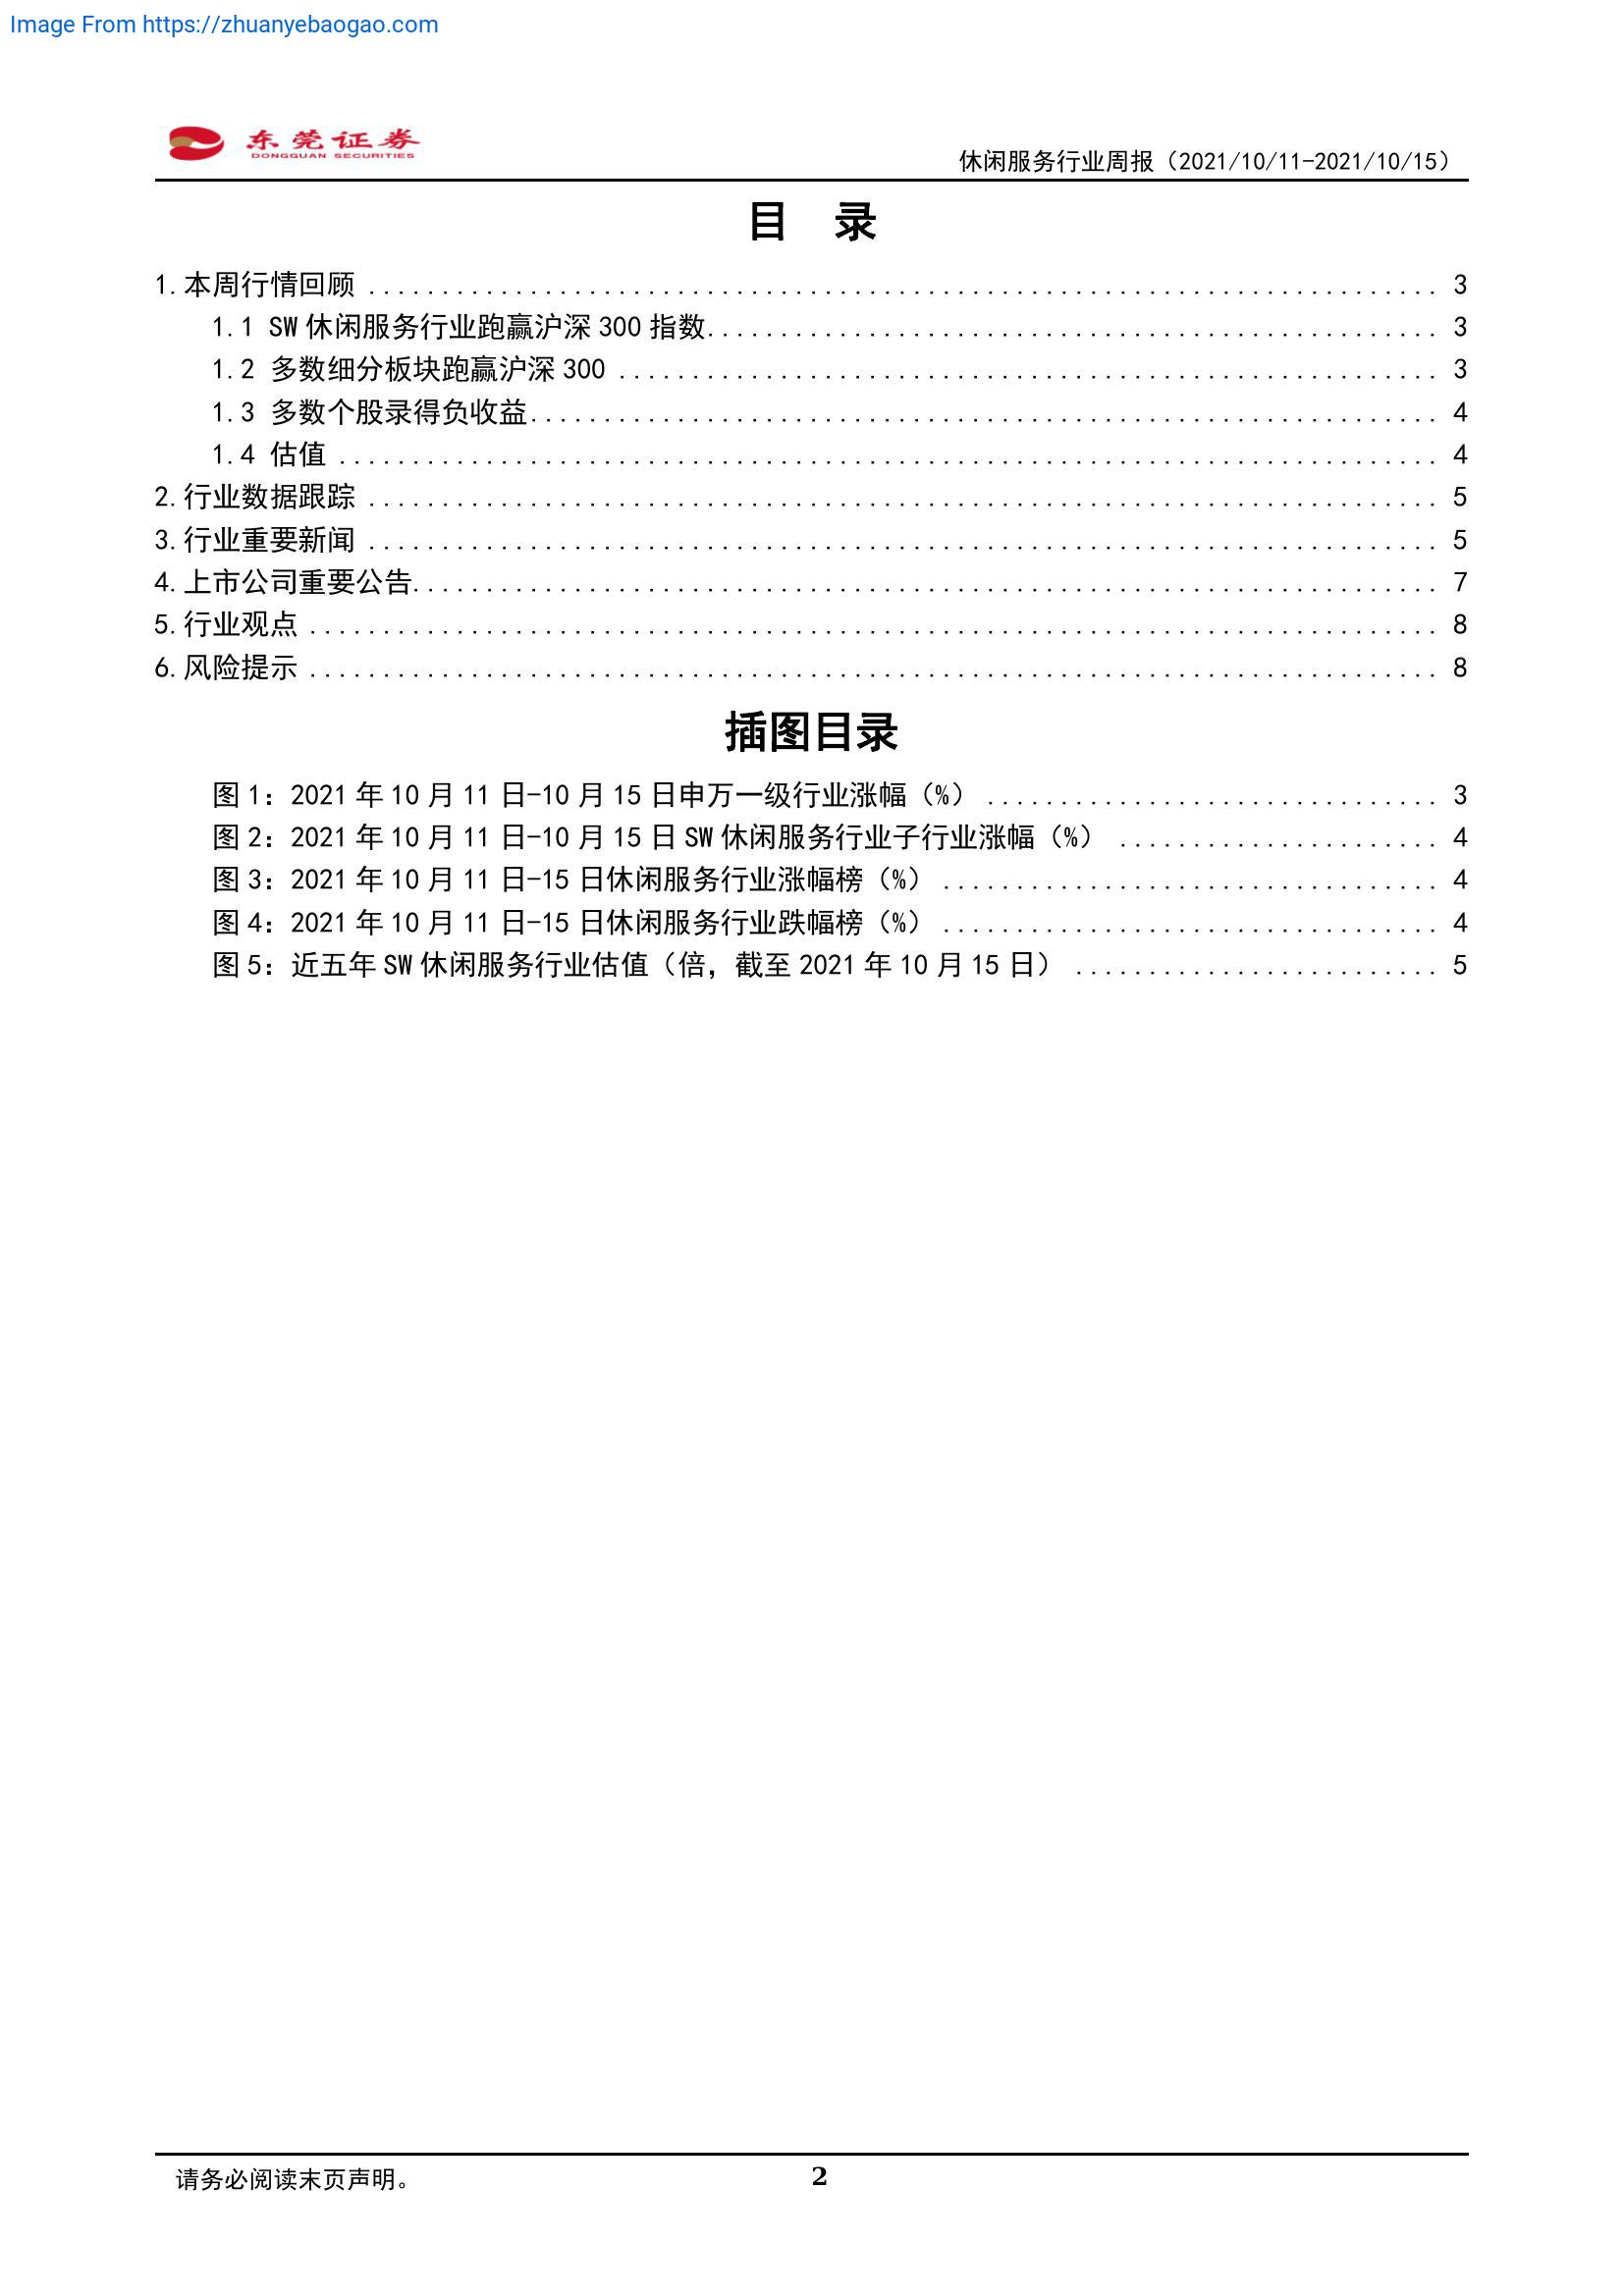 Image From https://zhuanyebaogao.com
东莞证券
DONGGUAN SECURITIES
休闲服务行业周报（2021/10/11-2021/10/15）
目 录
1.本周行情回顾 ........................................................................ 3
1.1 SW 休闲服务行业跑赢沪深 300 指数.................................................. 3
1.2 多数细分板块跑赢沪深 300 ........................................................ 3
1.3 多数个股录得负收益.............................................................. 4
1.4 估值 ........................................................................... 4
2.行业数据跟踪 ........................................................................ 5
3.行业重要新闻 ........................................................................ 5
4.上市公司重要公告...................................................................... 7
5.行业观点 ............................................................................ 8
6.风险提示 ............................................................................ 8
插图目录
图 1：2021 年 10 月 11 日-10 月 15 日申万一级行业涨幅（%） ............................... 3
图 2：2021 年 10 月 11 日-10 月 15 日 SW 休闲服务行业子行业涨幅（%） ...................... 4
图 3：2021 年 10 月 11 日-15 日休闲服务行业涨幅榜（%） .................................. 4
图 4：2021 年 10 月 11 日-15 日休闲服务行业跌幅榜（%） .................................. 4
图 5：近五年 SW 休闲服务行业估值（倍，截至 2021 年 10 月 15 日） ......................... 5
请务必阅读末页声明。
2